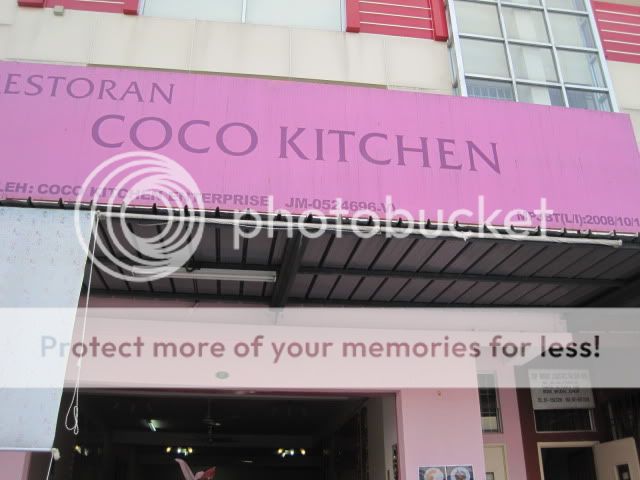 ESTORAN
COCO KITCHEN
LEH: COCO KITCHEN ENTERPRISE JM-0524696-V)
photobucket
Protect more of your memories for less!